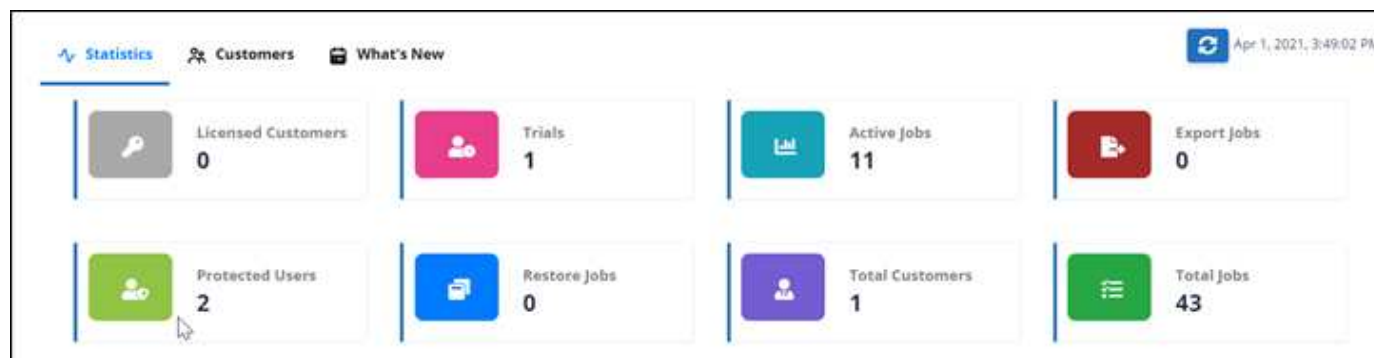 Statistics Customers What's New
Apr 1, 2021, 3:49:02 PM
Licensed Customers
0
Trials
1
Active Jobs
11
Export Jobs
0
Protected Users
2
Restore Jobs
0
Total Customers
1
Total Jobs
43